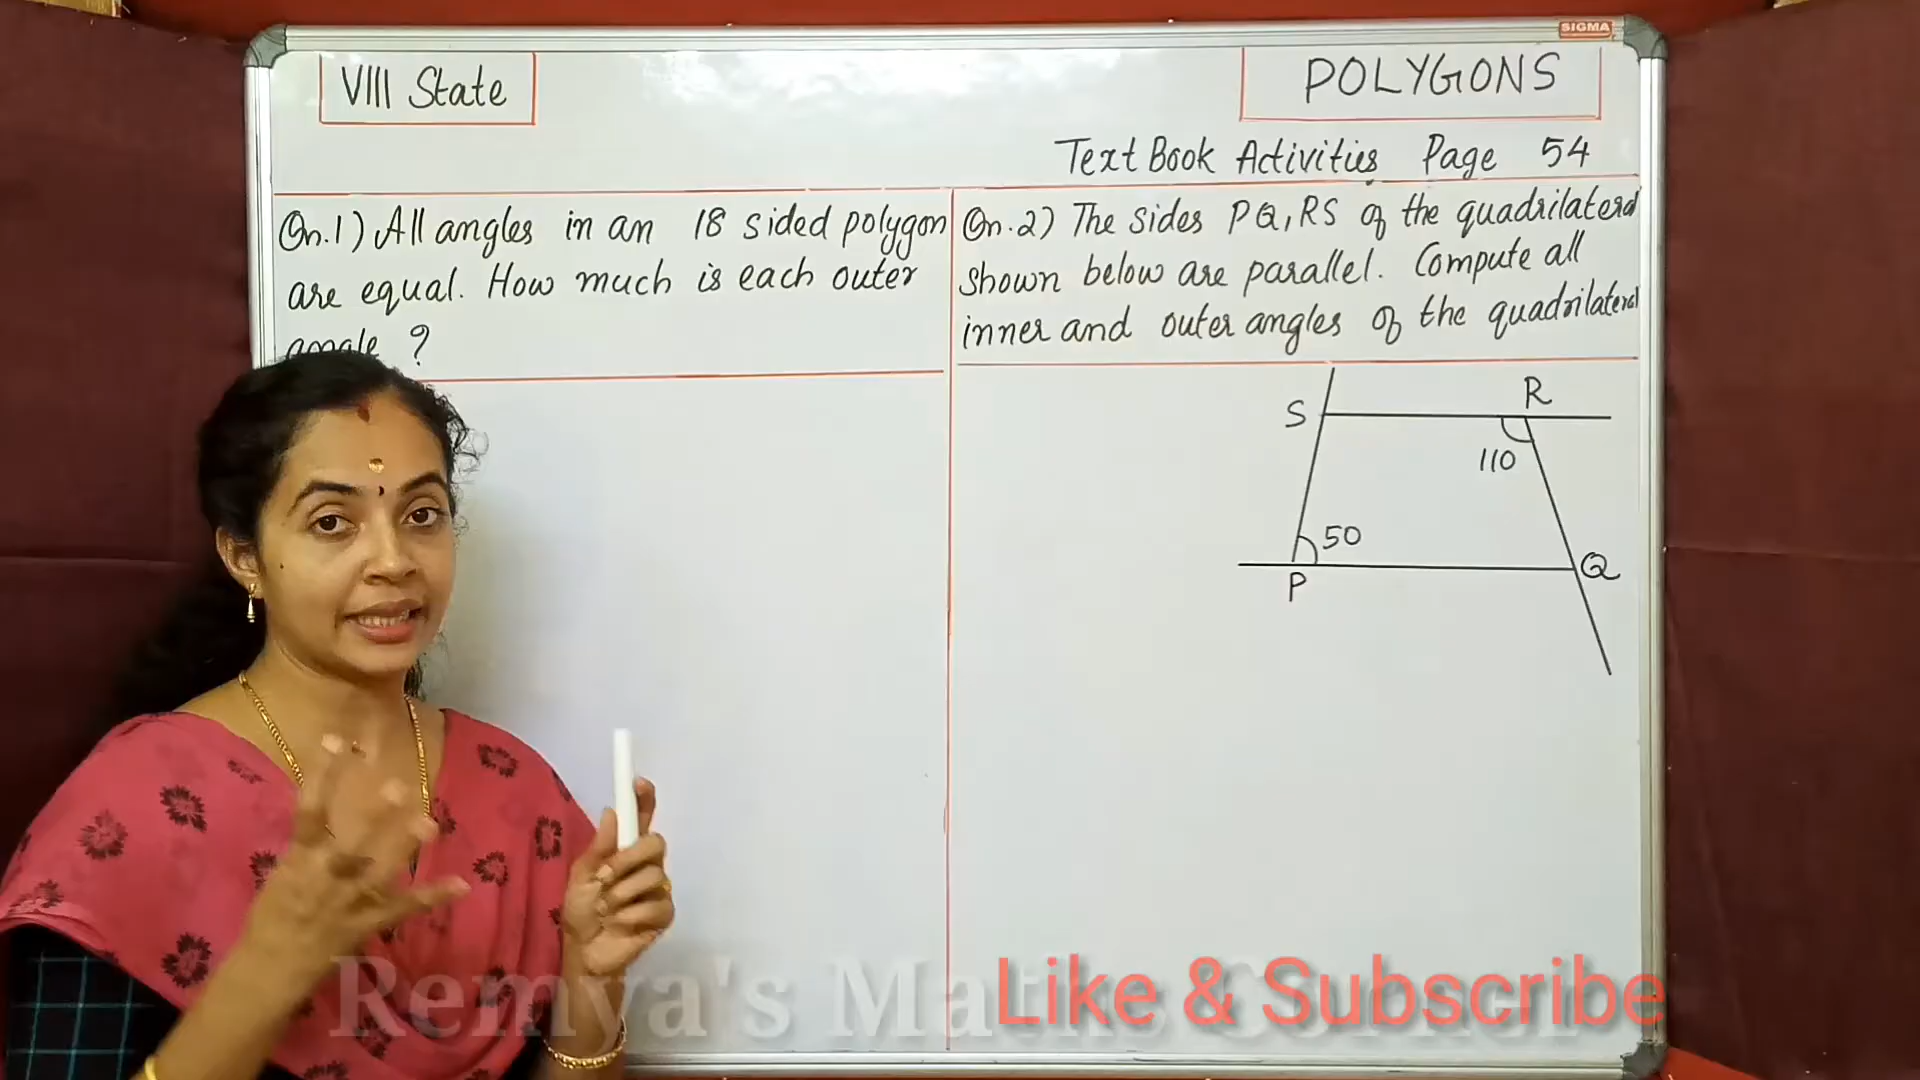 SIGMA
VIII State
POLYGONS
Text Book Activities Page 54
Qn.1) All angles in an 18 sided polygon
are equal. How much is each outer
angle ?
Qn.2) The sides PQ, RS of the quadrilateral
shown below are parallel. Compute all
inner and outer angles of the quadrilateral
S
R
110
50
P
Q
Remya's Maths
Like & Subscribe